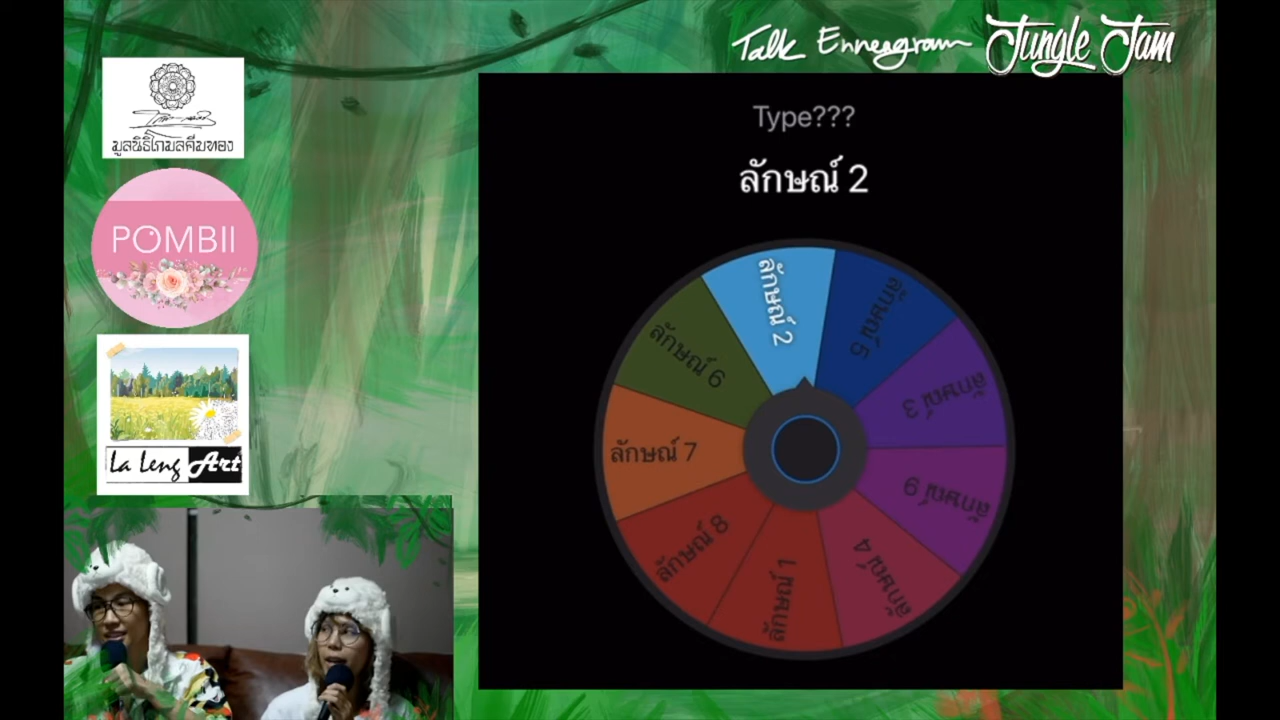 Talk Enneagram Jungle Jam
มูลนิธิโกมลคีมทอง
POMBII
La Leng Art
Type???
ลักษณ์ 2
ลักษณ์ 2
ลักษณ์ 5
ลักษณ์ 3
ลักษณ์ 9
ลักษณ์ 4
ลักษณ์ 1
ลักษณ์ 8
ลักษณ์ 7
ลักษณ์ 6